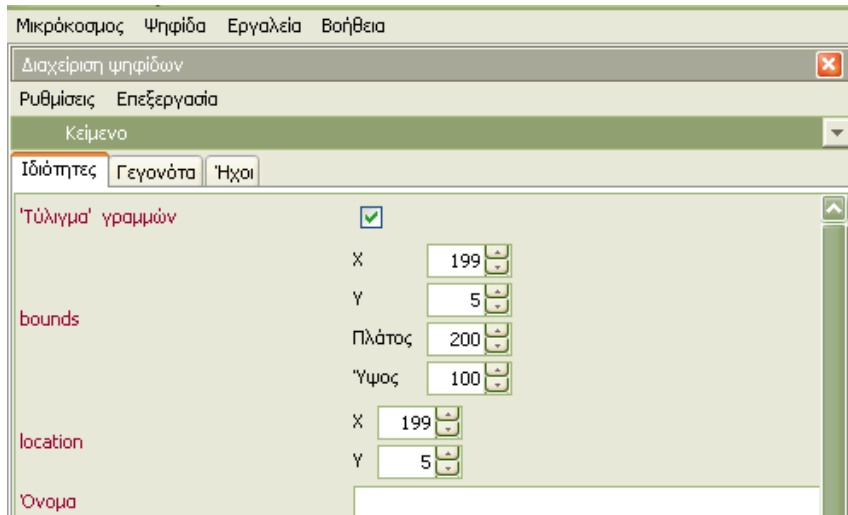 Μικρόκοσμος Ψηφίδα Εργαλεία Βοήθεια
Διαχείριση ψηφίδων
Ρυθμίσεις Επεξεργασία
Κείμενο
Ιδιότητες Γεγονότα Ήχοι
'Τύλιγμα' γραμμών
X 199
Y 5
bounds
Πλάτος 200
Ύψος 100
X 199
location
Y 5
Όνομα